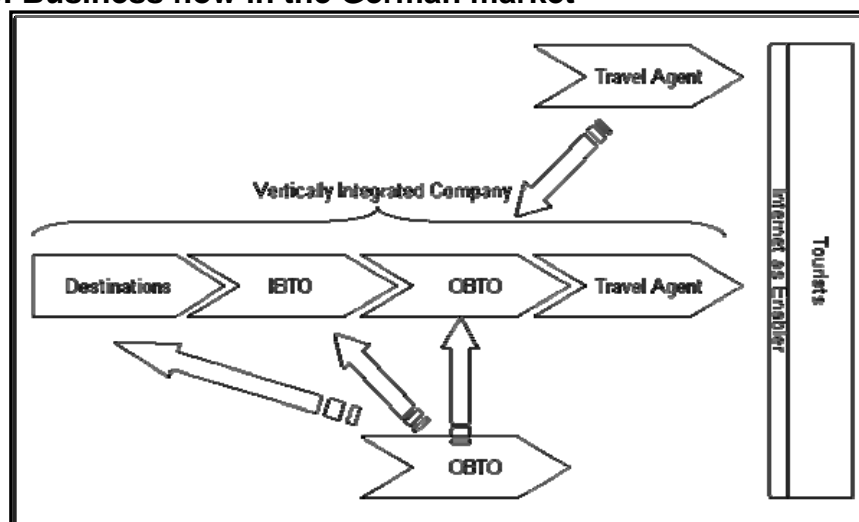 Business flow in the German market
Travel Agent
Vertically Integrated Company
Destinations
IBTO
OBTO
Travel Agent
OBTO
Internet as Enabler
Tourists